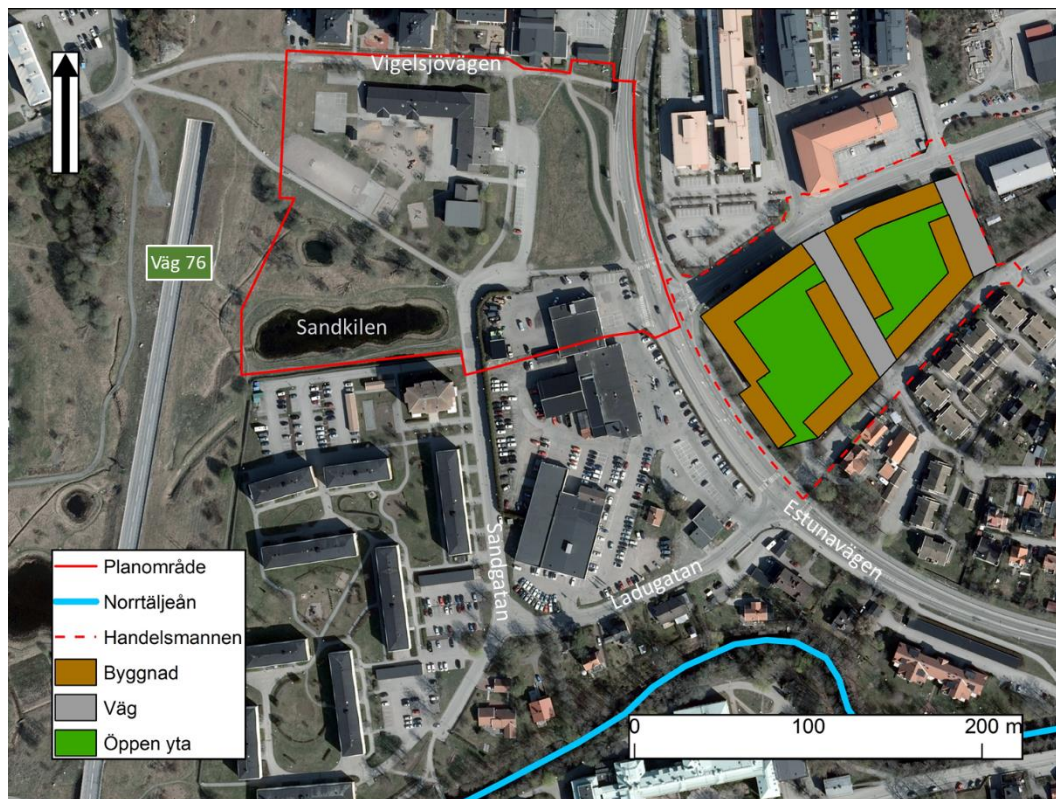 Vigelsjövägen
Väg 76
Sandkilen
Sandgatan
Estunavägen
Ladugatan
Planområde
Norrtäljeån
Handelsmannen
Byggnad
Väg
Öppen yta
0 100 200 m